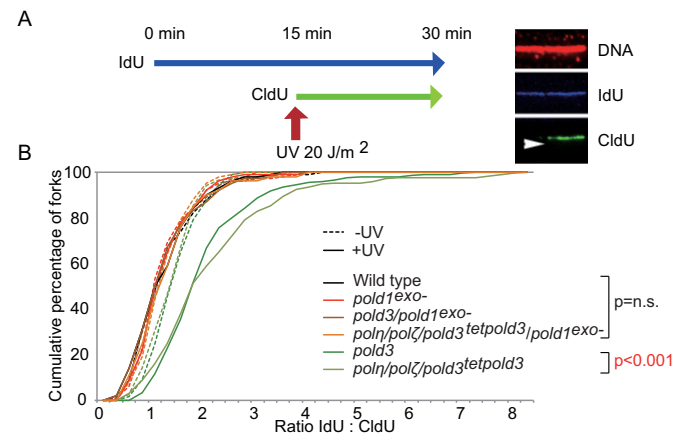 A
0 min 15 min 30 min
IdU
CldU
UV 20 J/m 2
DNA
IdU
CldU
B
Cumulative percentage of forks
100
80
60
40
20
0
0 1 2 3 4 5 6 7 8
Ratio IdU : CldU
-UV
+UV
Wild type
pold1exo-
pold3/pold1exo-
polη/polζ/pold3tetpold3/pold1exo-
pold3
polη/polζ/pold3tetpold3
p=n.s.
p<0.001